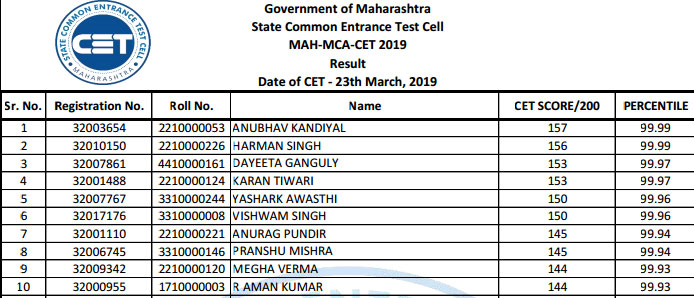 STATE COMMON ENTRANCE TEST CELL
CET
MAHARASHTRA
Government of Maharashtra
State Common Entrance Test Cell
MAH-MCA-CET 2019
Result
Date of CET - 23th March, 2019
Sr. No. Registration No. Roll No. Name CET SCORE/200 PERCENTILE
1 32003654 2210000053 ANUBHAV KANDIYAL 157 99.99
2 32010150 2210000226 HARMAN SINGH 156 99.99
3 32007861 4410000161 DAYEETA GANGULY 153 99.97
4 32001488 2210000124 KARAN TIWARI 153 99.97
5 32007767 3310000244 YASHARK AWASTHI 150 99.96
6 32017176 3310000008 VISHWAM SINGH 150 99.96
7 32001110 2210000221 ANURAG PUNDIR 145 99.94
8 32006745 3310000146 PRANSHU MISHRA 145 99.94
9 32009342 2210000120 MEGHA VERMA 144 99.93
10 32000955 1710000003 R AMAN KUMAR 144 99.93